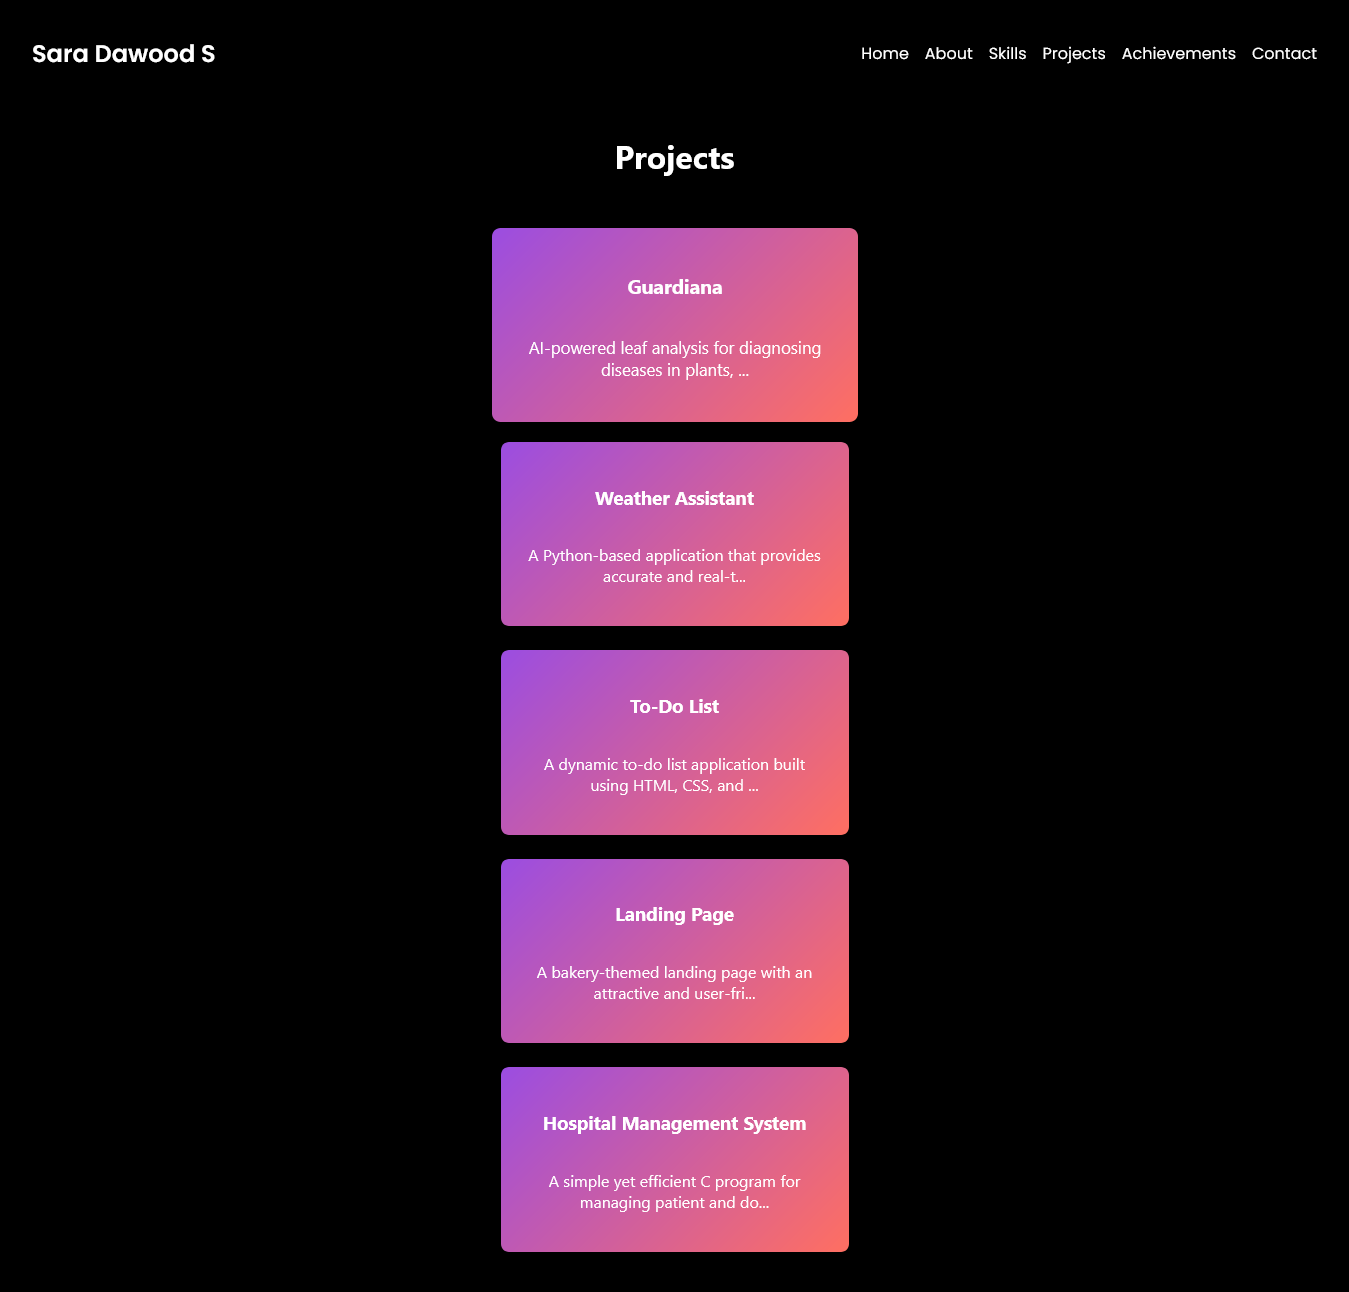 Sara Dawood S
Home About Skills Projects Achievements Contact
Projects
Guardiana
AI-powered leaf analysis for diagnosing
diseases in plants, ...
Weather Assistant
A Python-based application that provides
accurate and real-t...
To-Do List
A dynamic to-do list application built
using HTML, CSS, and ...
Landing Page
A bakery-themed landing page with an
attractive and user-fri...
Hospital Management System
A simple yet efficient C program for
managing patient and do...